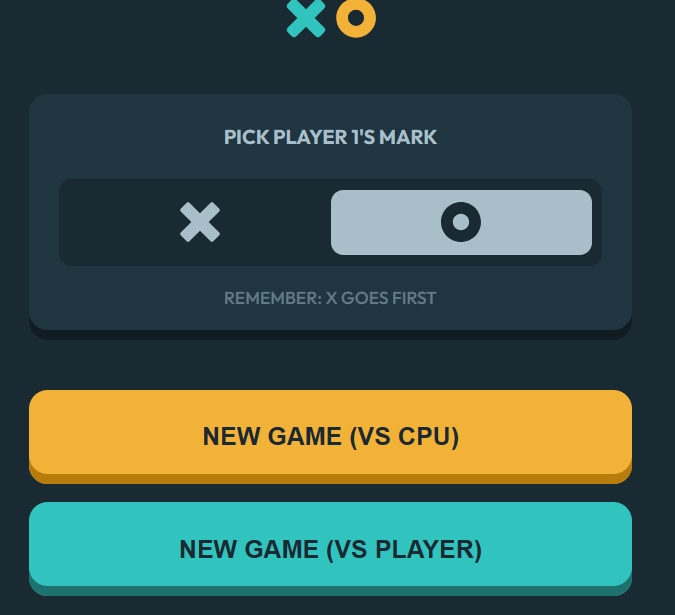 PICK PLAYER 1'S MARK
REMEMBER: X GOES FIRST
NEW GAME (VS CPU)
NEW GAME (VS PLAYER)